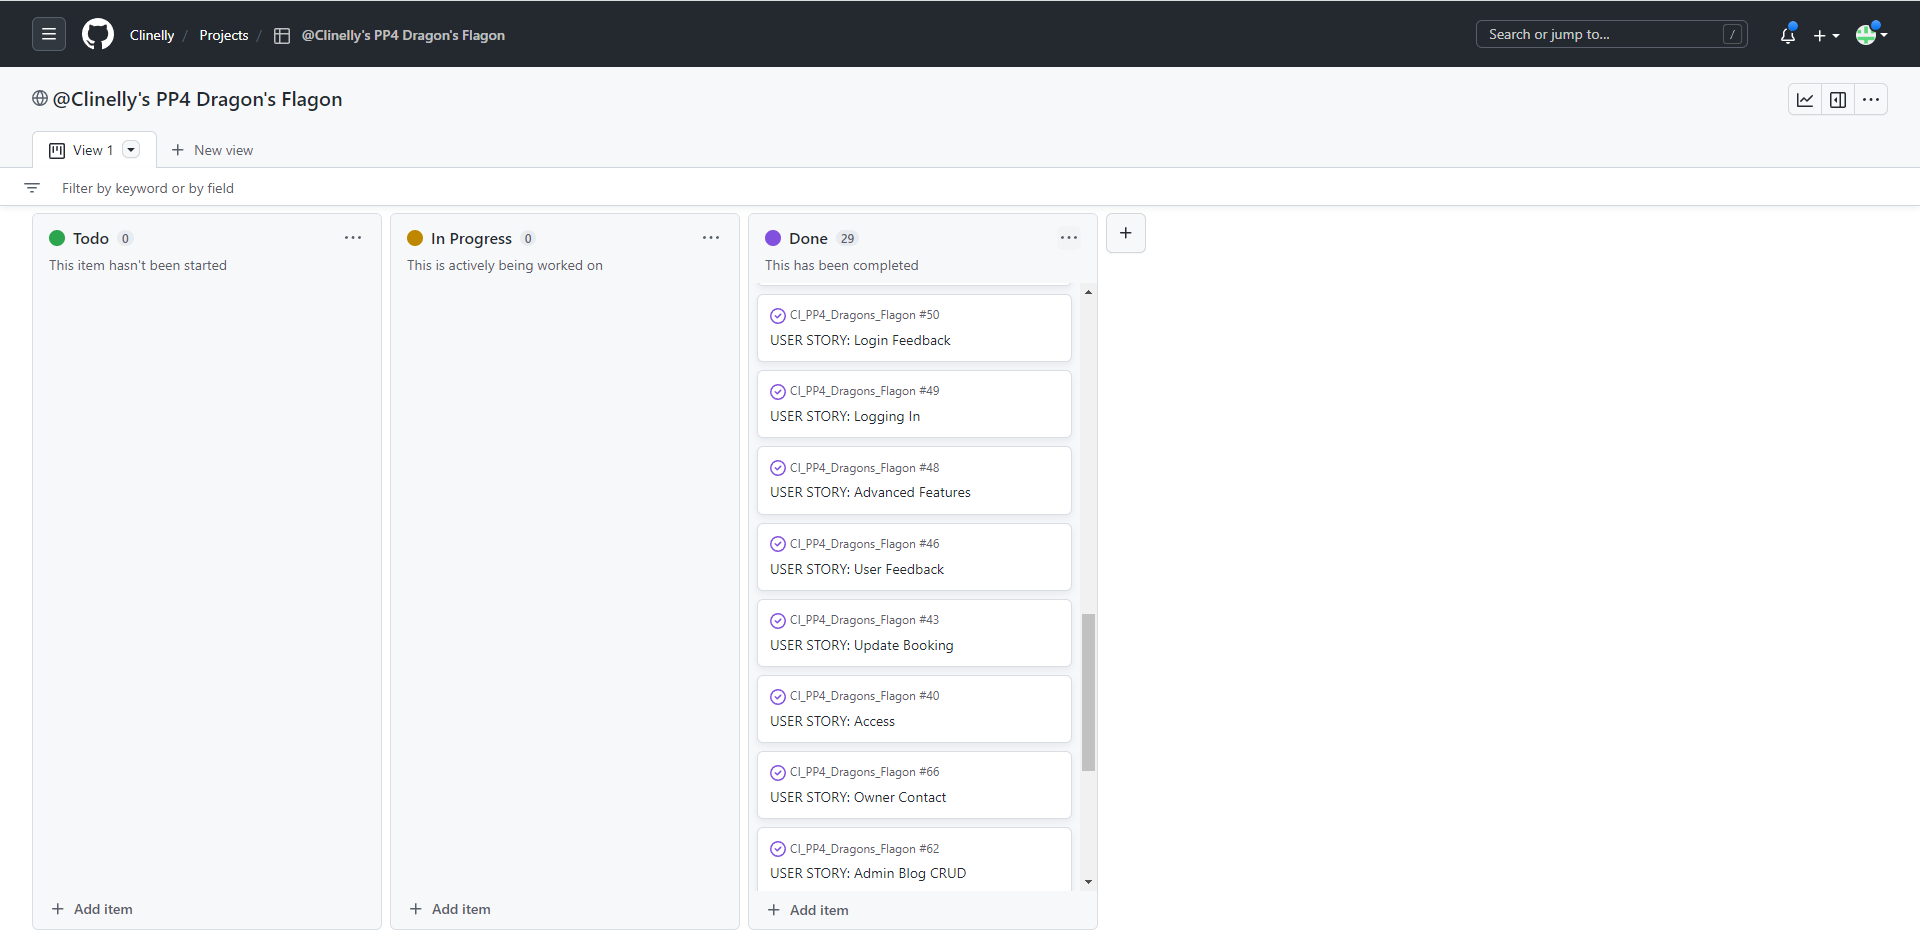 Clinelly / Projects / @Clinelly's PP4 Dragon's Flagon
Search or jump to... /
@Clinelly's PP4 Dragon's Flagon
View 1
New view
Filter by keyword or by field
Todo 0
This item hasn't been started
Add item
In Progress 0
This is actively being worked on
Add item
Done 29
This has been completed
CI_PP4_Dragons_Flagon #50
USER STORY: Login Feedback
CI_PP4_Dragons_Flagon #49
USER STORY: Logging In
CI_PP4_Dragons_Flagon #48
USER STORY: Advanced Features
CI_PP4_Dragons_Flagon #46
USER STORY: User Feedback
CI_PP4_Dragons_Flagon #43
USER STORY: Update Booking
CI_PP4_Dragons_Flagon #40
USER STORY: Access
CI_PP4_Dragons_Flagon #66
USER STORY: Owner Contact
CI_PP4_Dragons_Flagon #62
USER STORY: Admin Blog CRUD
Add item